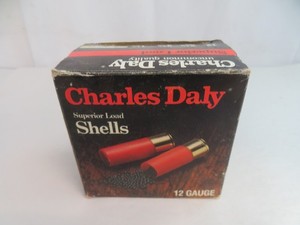 Charles Daly
uncommon quality
Charles Daly
Superior Load
Shells
12 GAUGE